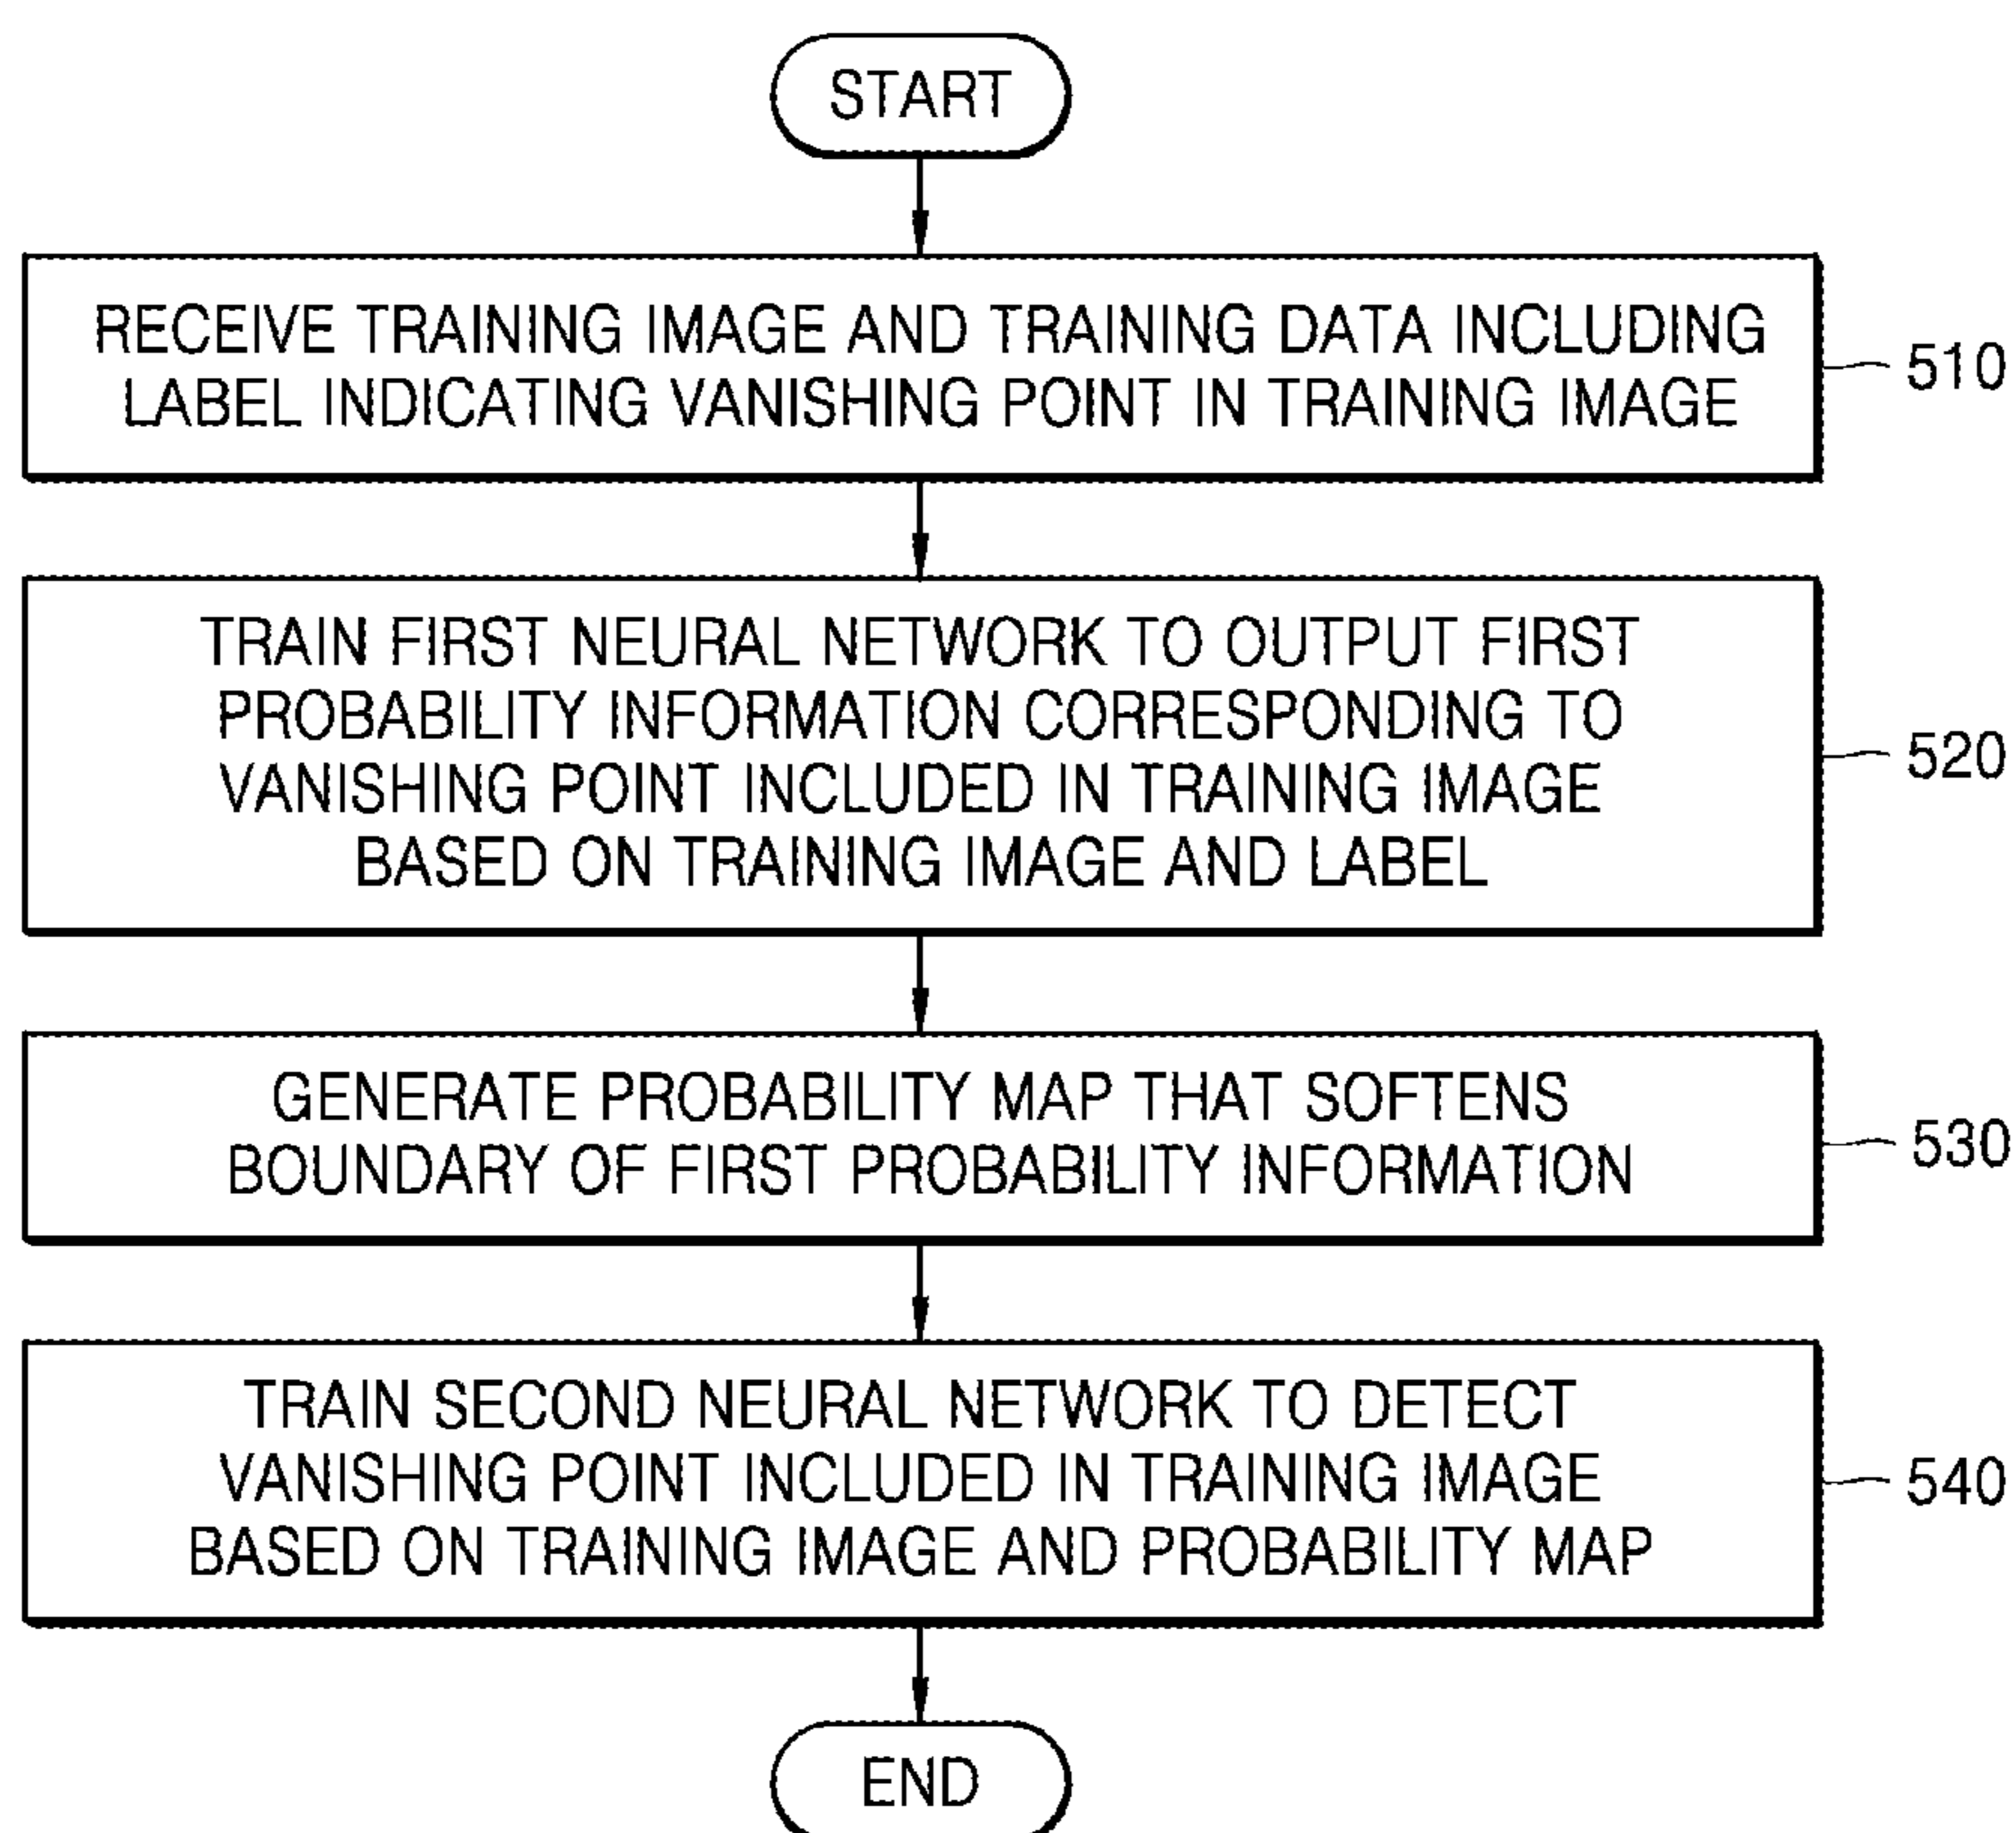 START
RECEIVE TRAINING IMAGE AND TRAINING DATA INCLUDING
LABEL INDICATING VANISHING POINT IN TRAINING IMAGE
510
TRAIN FIRST NEURAL NETWORK TO OUTPUT FIRST
PROBABILITY INFORMATION CORRESPONDING TO
VANISHING POINT INCLUDED IN TRAINING IMAGE
BASED ON TRAINING IMAGE AND LABEL
520
GENERATE PROBABILITY MAP THAT SOFTENS
BOUNDARY OF FIRST PROBABILITY INFORMATION
530
TRAIN SECOND NEURAL NETWORK TO DETECT
VANISHING POINT INCLUDED IN TRAINING IMAGE
BASED ON TRAINING IMAGE AND PROBABILITY MAP
540
END